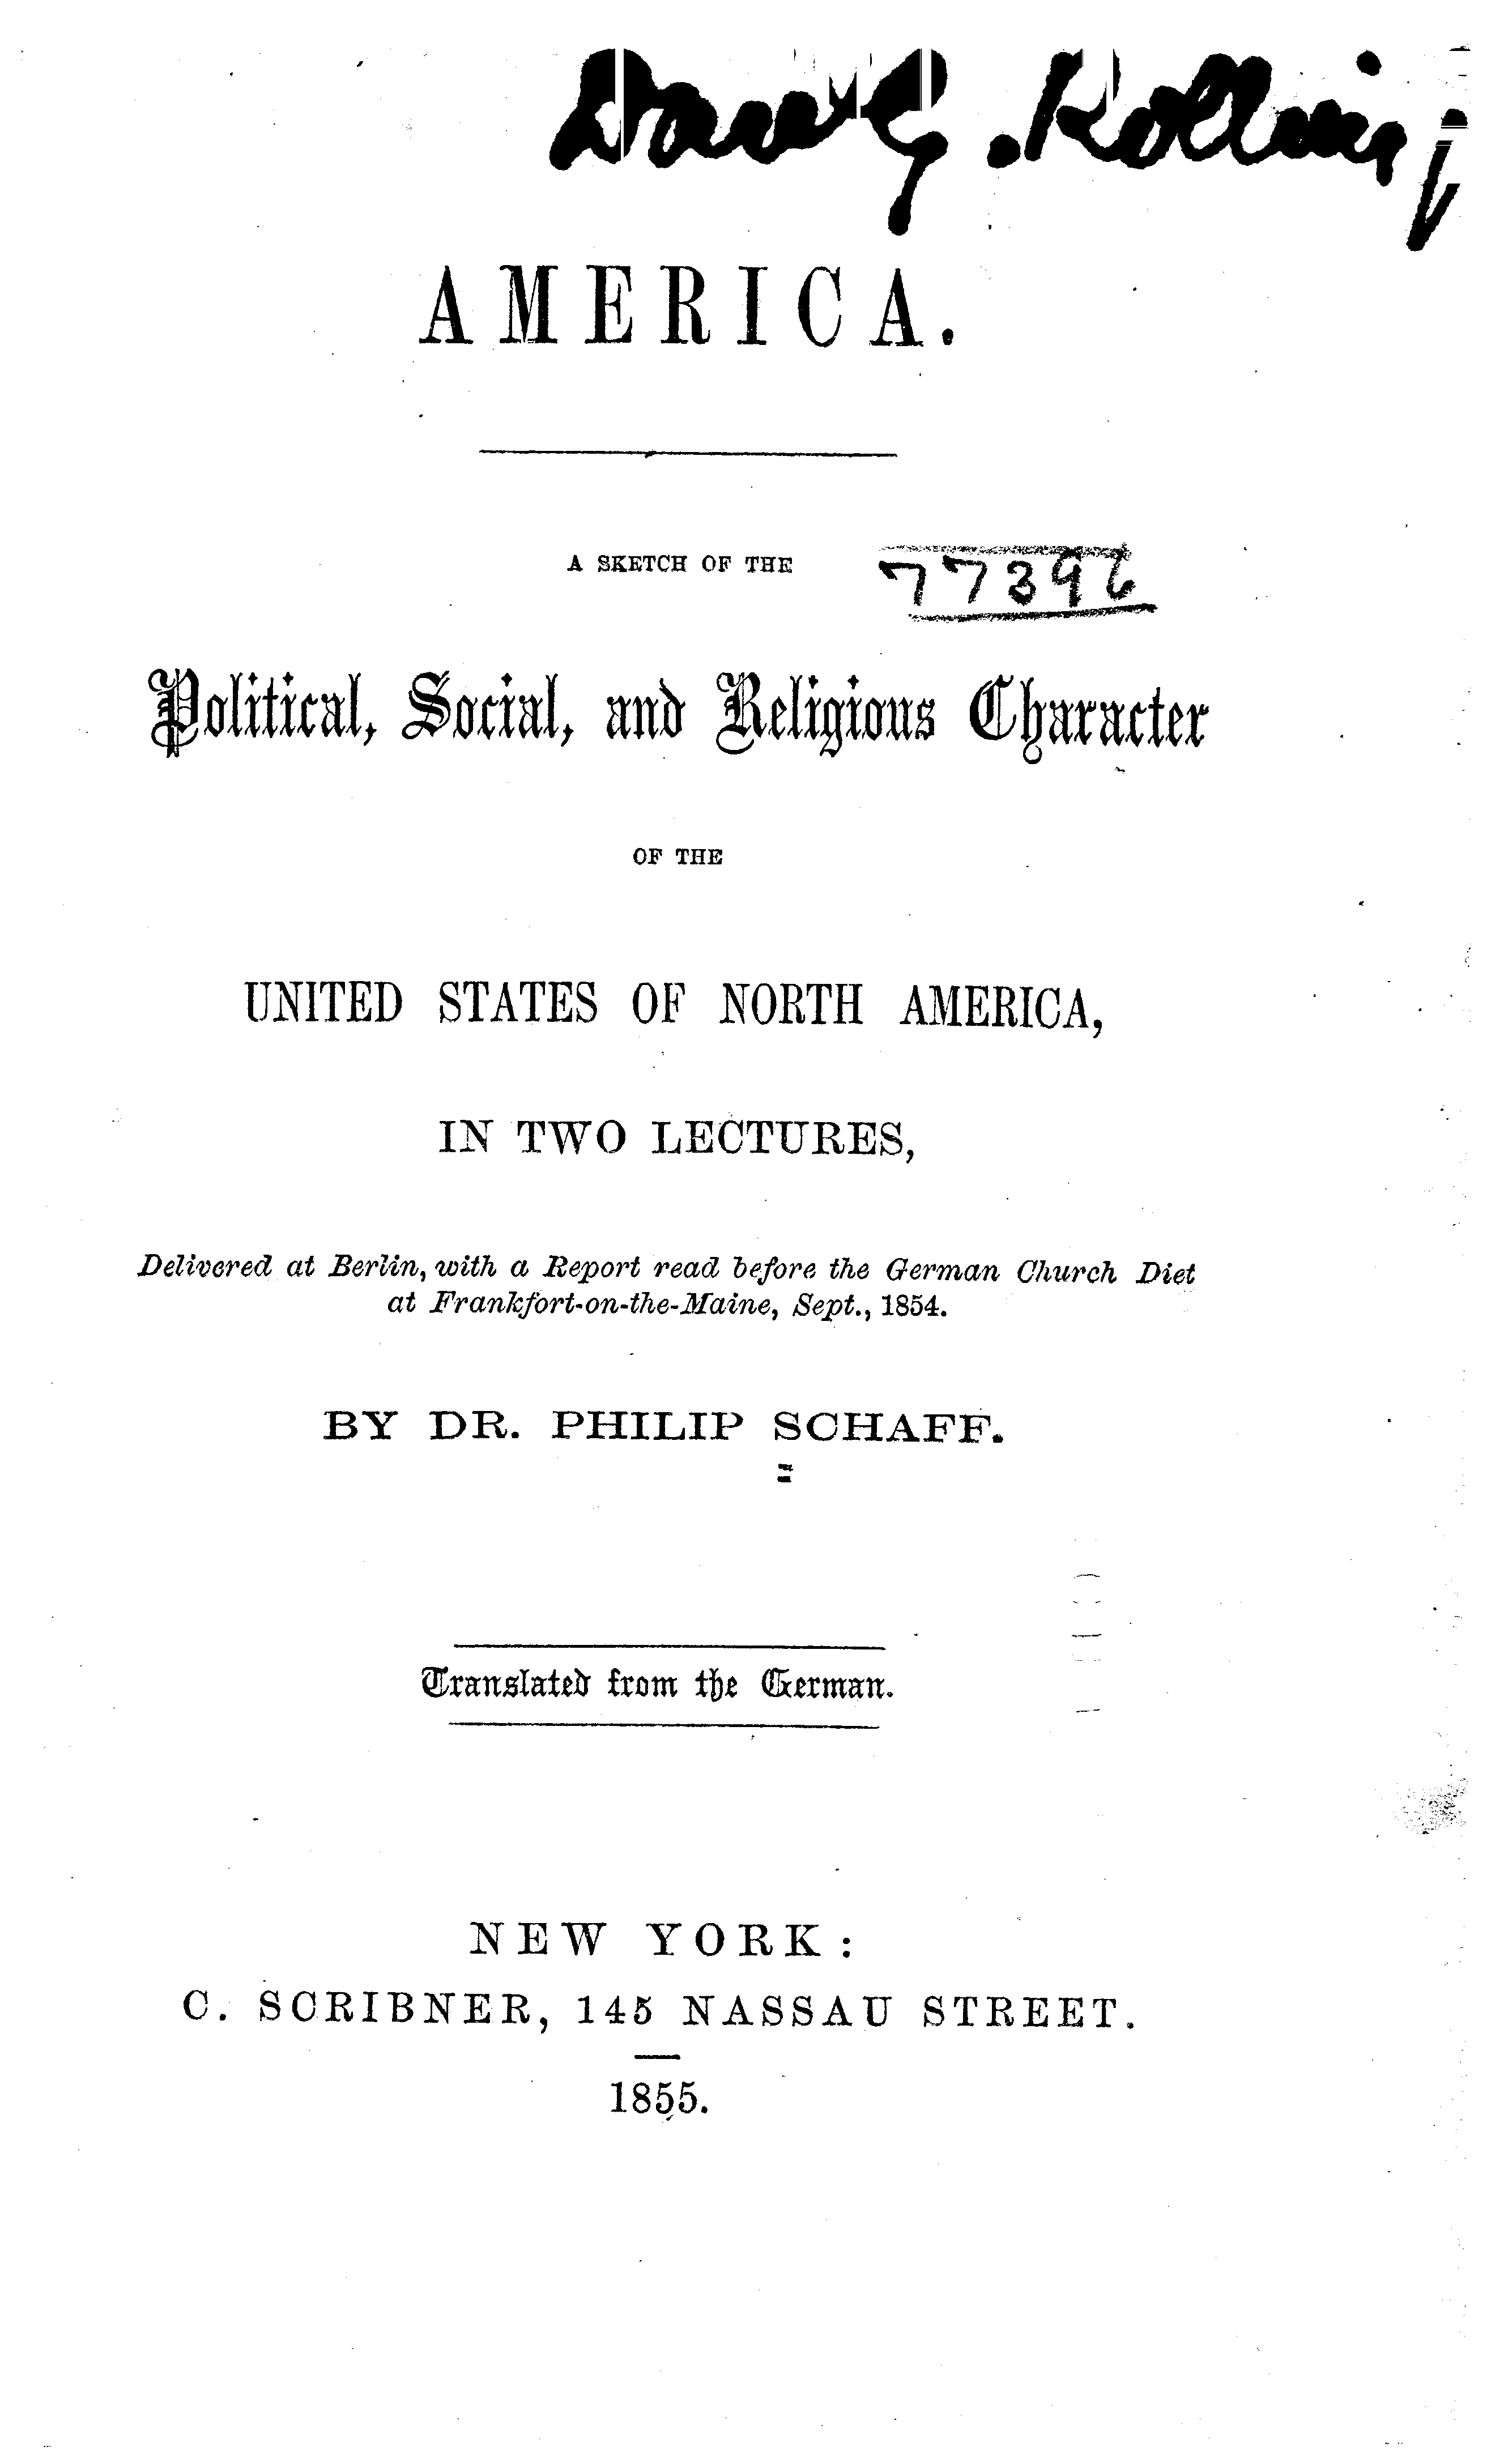 AMERICA.
A SKETCH OF THE
77396
Political, Social, and Religious Character
OF THE
UNITED STATES OF NORTH AMERICA,
IN TWO LECTURES,
Delivered at Berlin, with a Report read before the German Church Diet
at Frankfort-on-the-Maine, Sept., 1854.
BY DR. PHILIP SCHAFF.
Translated from the German.
NEW YORK:
C. SCRIBNER, 145 NASSAU STREET.
1855.